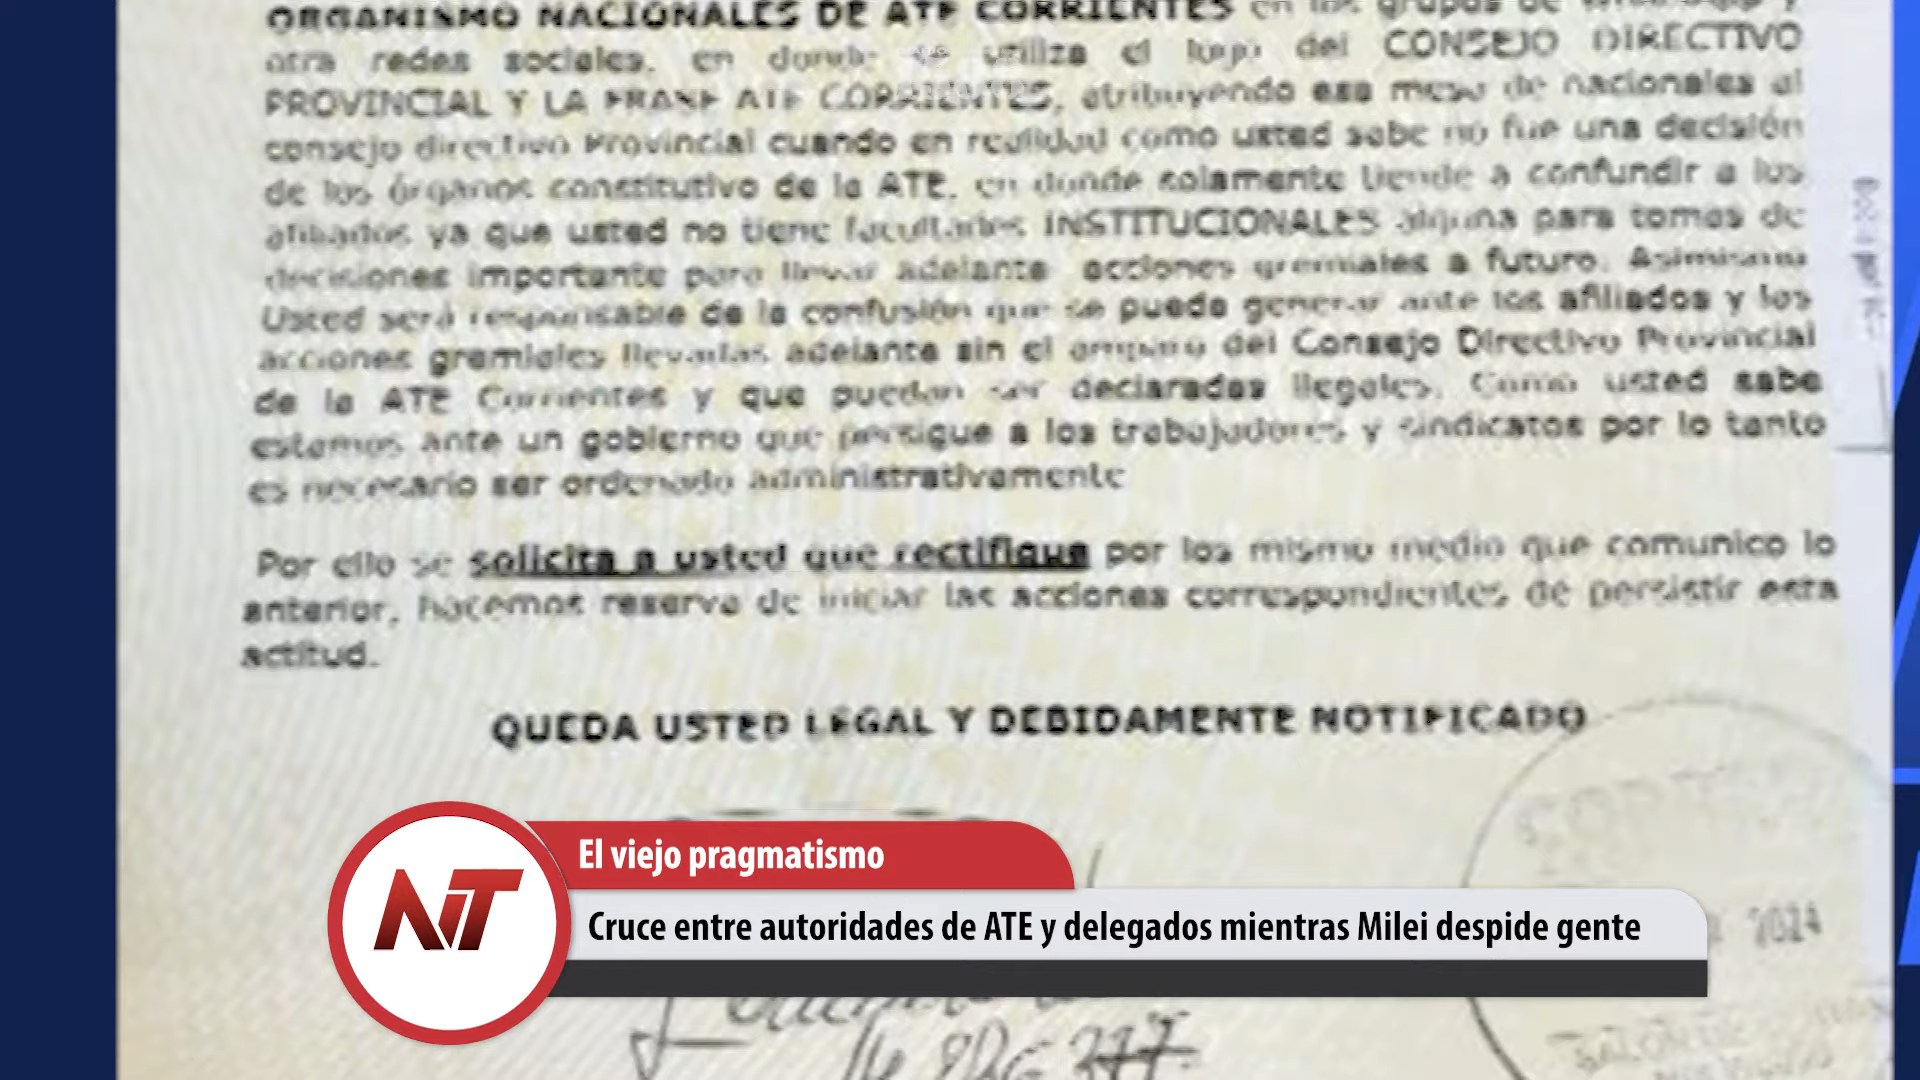 ORGANISMO NACIONALES DE ATE CORRIENTES en los grupos de WhatsApp y
otra redes sociales, en donde se utiliza el logo del CONSEJO DIRECTIVO
PROVINCIAL Y LA FRASE ATE CORRIENTES, atribuyendo esa mesa de nacionales al
consejo directivo Provincial cuando en realidad como usted sabe no fue una decisión
de los órganos constitutivo de la ATE, en donde solamente tiende a confundir a los
afiliados ya que usted no tiene facultades INSTITUCIONALES alguna para tomas de
decisiones importante para llevar adelante acciones gremiales a futuro. Asimismo
Usted será responsable de la confusión que se puede generar ante los afiliados y los
acciones gremiales llevadas adelante sin el amparo del Consejo Directivo Provincial
de la ATE Corrientes y que puedan ser declaradas ilegales. Como usted sabe
estamos ante un gobierno que persigue a los trabajadores y sindicatos por lo tanto
es necesario ser ordenado administrativamente
Por ello se solicita a usted que rectifique por los mismo medio que comunico lo
anterior, hacemos reserva de iniciar las acciones correspondientes de persistir esta
actitud.
QUEDA USTED LEGAL Y DEBIDAMENTE NOTIFICADO
NT
El viejo pragmatismo
Cruce entre autoridades de ATE y delegados mientras Milei despide gente
2024